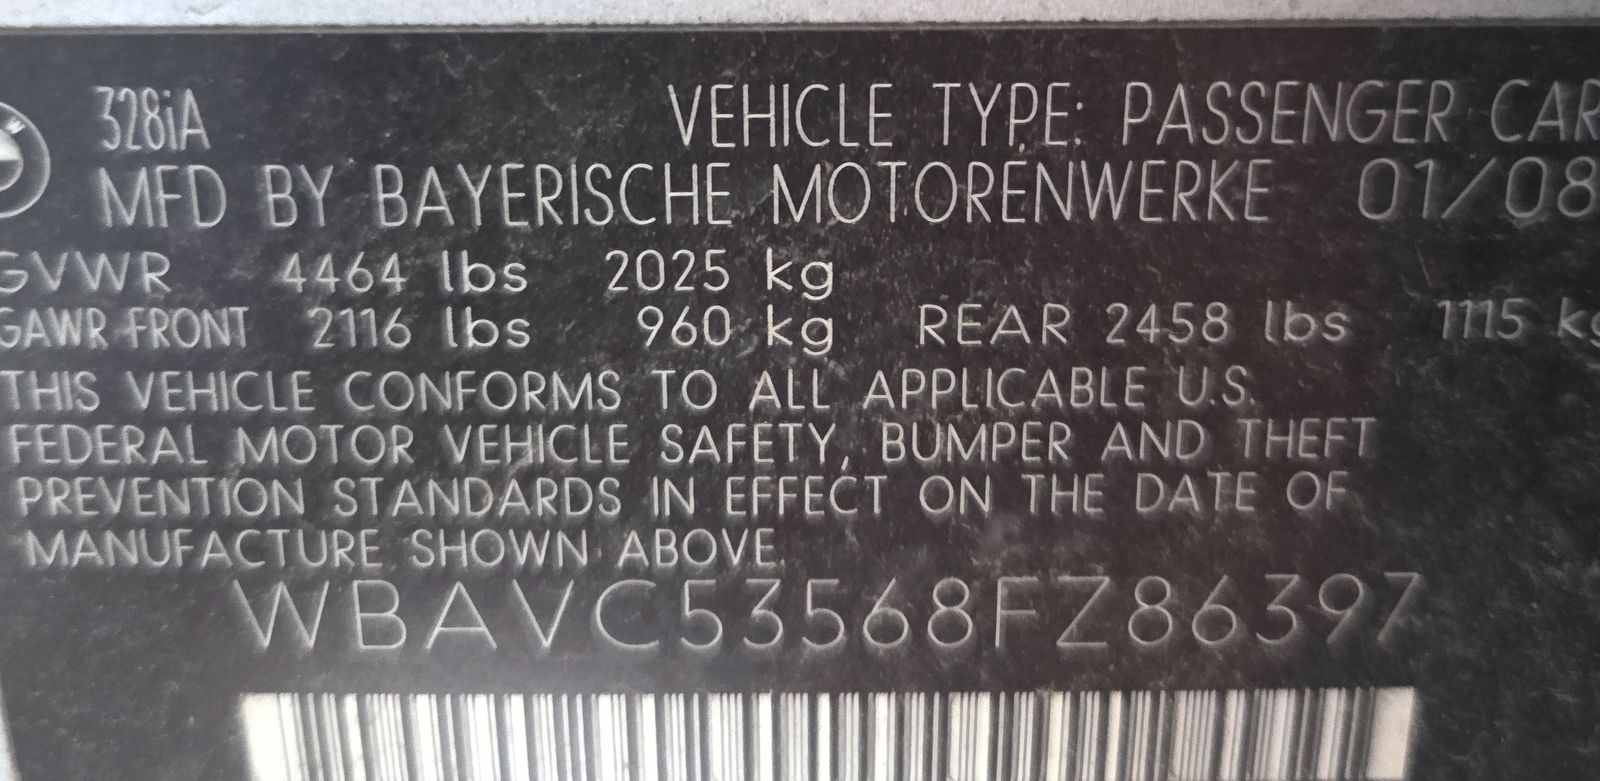 328iA VEHICLE TYPE: PASSENGER CAR
MFD BY BAYERISCHE MOTORENWERKE 01/08
GVWR 4464 lbs 2025 kg
GAWR FRONT 2116 lbs 960 kg REAR 2458 lbs 1115 kg
THIS VEHICLE CONFORMS TO ALL APPLICABLE U.S.
FEDERAL MOTOR VEHICLE SAFETY, BUMPER AND THEFT
PREVENTION STANDARDS IN EFFECT ON THE DATE OF
MANUFACTURE SHOWN ABOVE.
WBAVC53568FZ86397